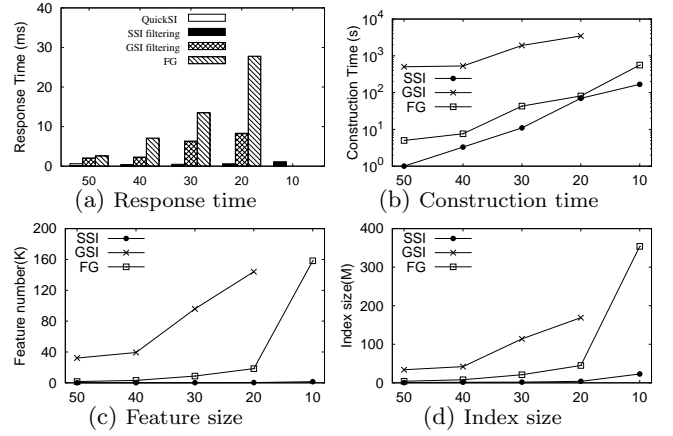 Response Time (ms)
40
30
20
10
0
QuickSI
SSI filtering
GSI filtering
FG
50 40 30 20 10
(a) Response time
Construction Time (s)
10^4
10^3
10^2
10^1
10^0
SSI
GSI
FG
50 40 30 20 10
(b) Construction time
Feature number(K)
200
160
120
80
40
0
SSI
GSI
FG
50 40 30 20 10
(c) Feature size
Index size(M)
400
300
200
100
0
SSI
GSI
FG
50 40 30 20 10
(d) Index size